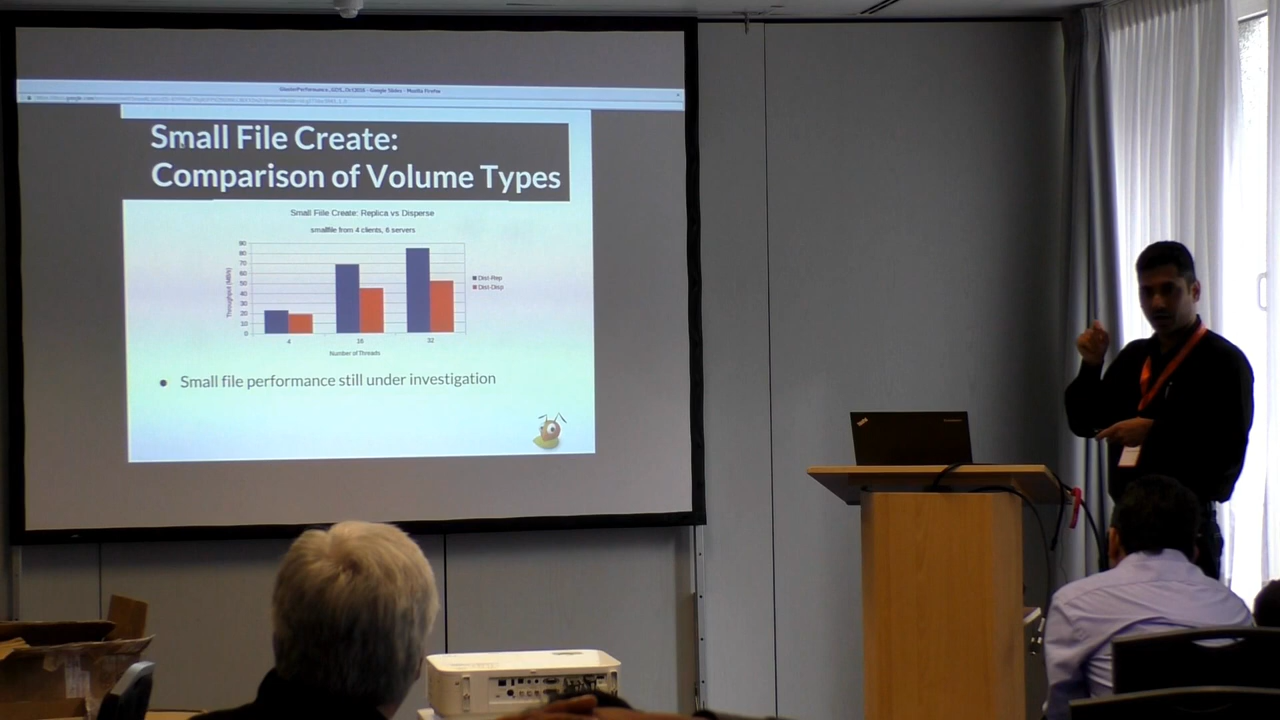 Small File Create:
Comparison of Volume Types
Small File Create: Replica vs Disperse
smallfile from 4 clients, 6 servers
90
80
70
60
50
40
30
20
10
0
Throughput (MB/s)
4
16
32
Number of Threads
Dist-Rep
Dist-Disp
● Small file performance still under investigation